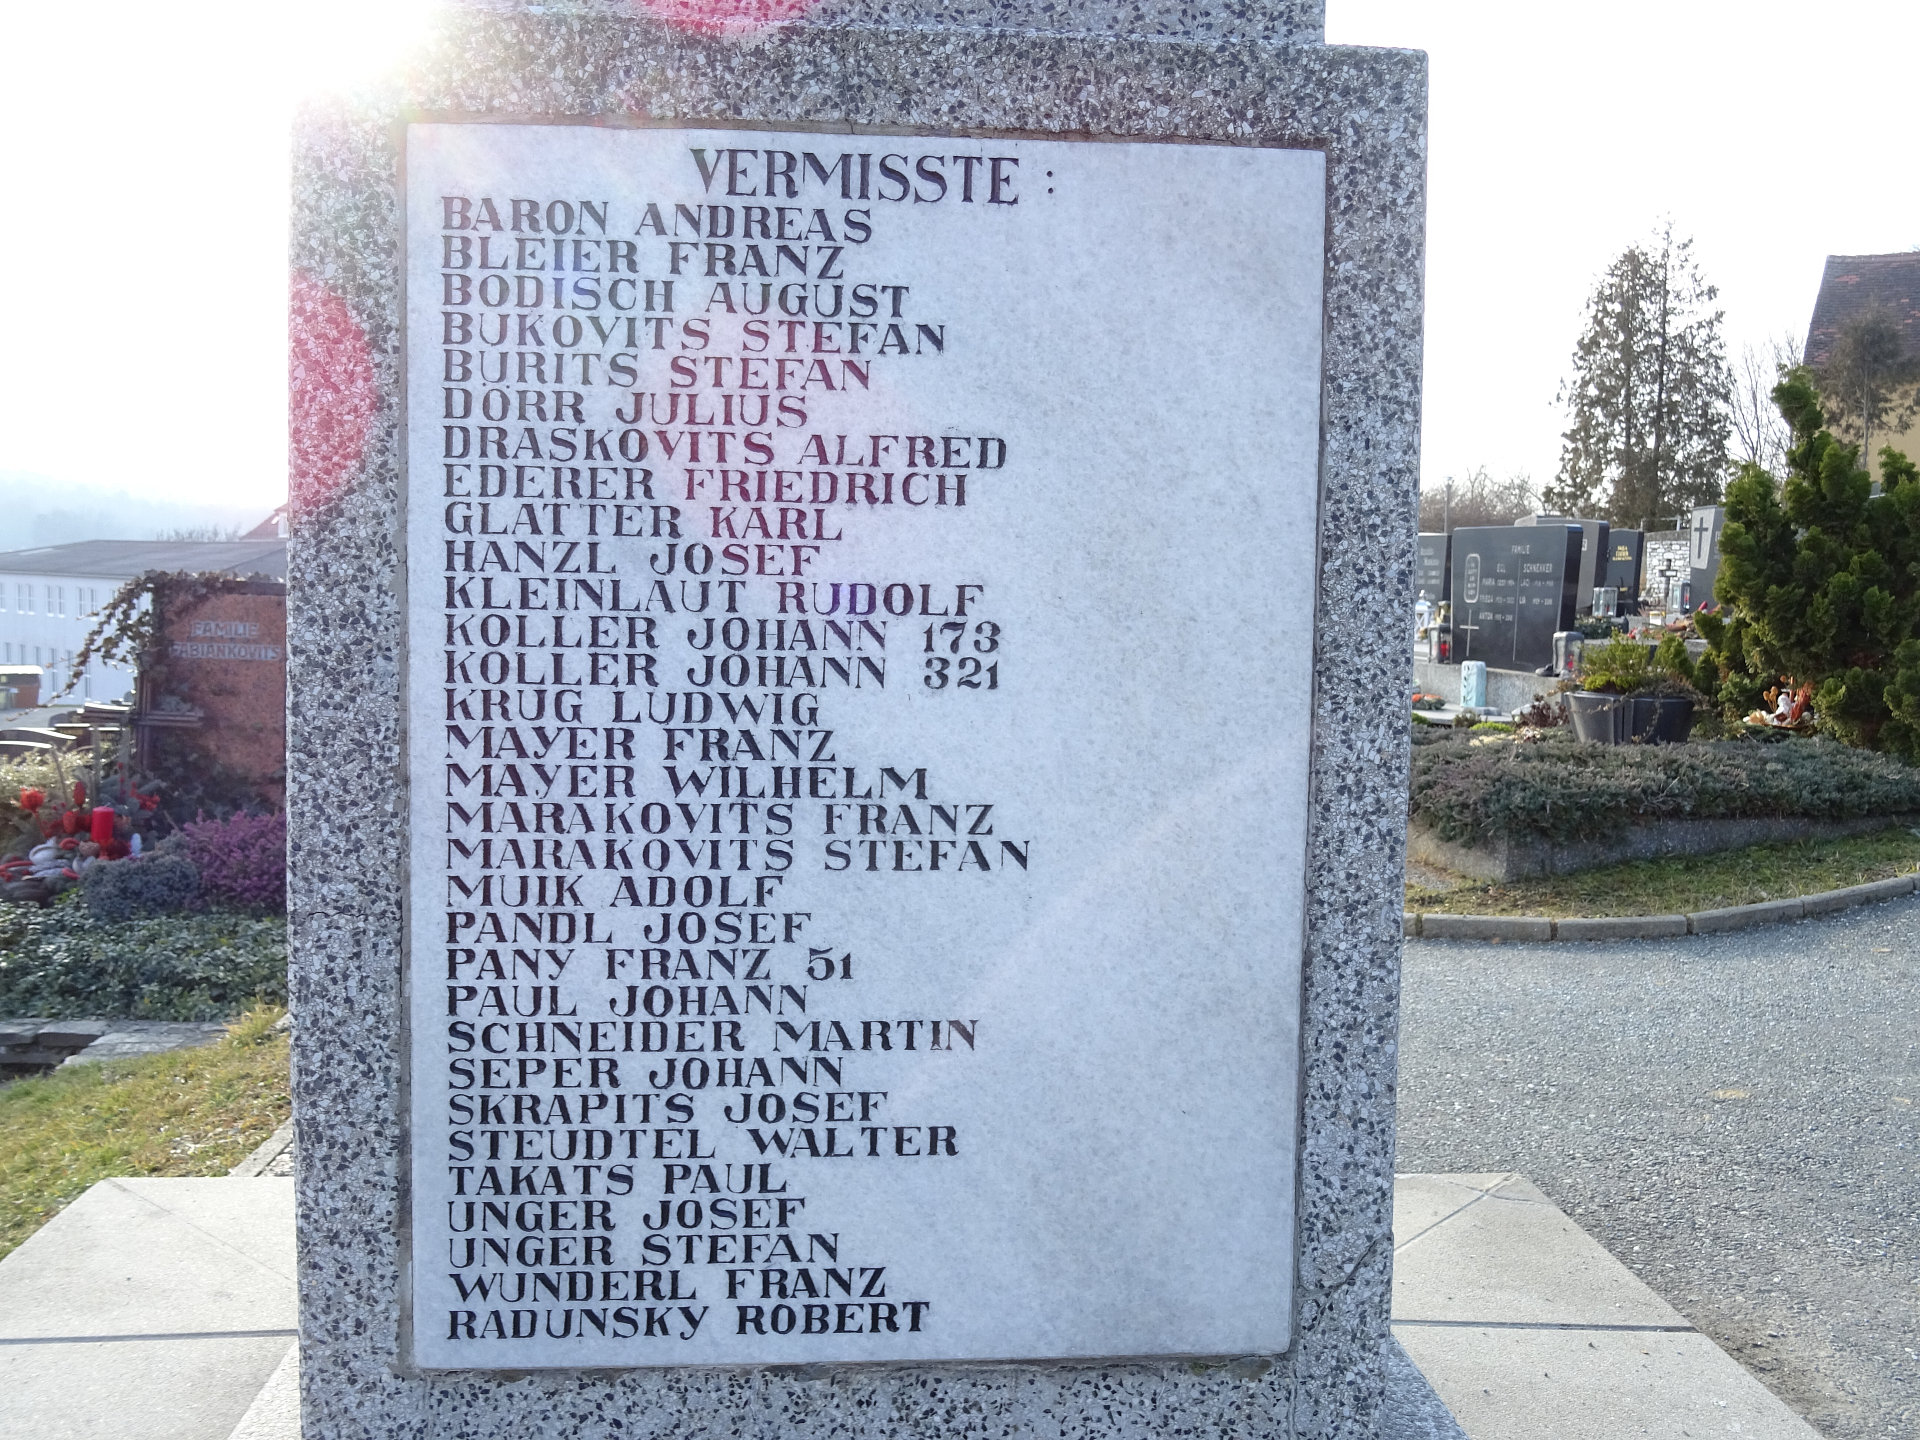 VERMISSTE :
BARON ANDREAS
BLEIER FRANZ
BODISCH AUGUST
BUKOVITS STEFAN
BURITS STEFAN
DÖRR JULIUS
DRASKOVITS ALFRED
EDERER FRIEDRICH
GLATTER KARL
HANZL JOSEF
KLEINLAUT RUDOLF
KOLLER JOHANN 173
KOLLER JOHANN 321
KRUG LUDWIG
MAYER FRANZ
MAYER WILHELM
MARAKOVITS FRANZ
MARAKOVITS STEFAN
MUIK ADOLF
PANDL JOSEF
PANY FRANZ 51
PAUL JOHANN
SCHNEIDER MARTIN
SEPER JOHANN
SKRAPITS JOSEF
STEUDTEL WALTER
TAKATS PAUL
UNGER JOSEF
UNGER STEFAN
WUNDERL FRANZ
RADUNSKY ROBERT
FAMILIE
FABIANKOVITS
FAMILIE